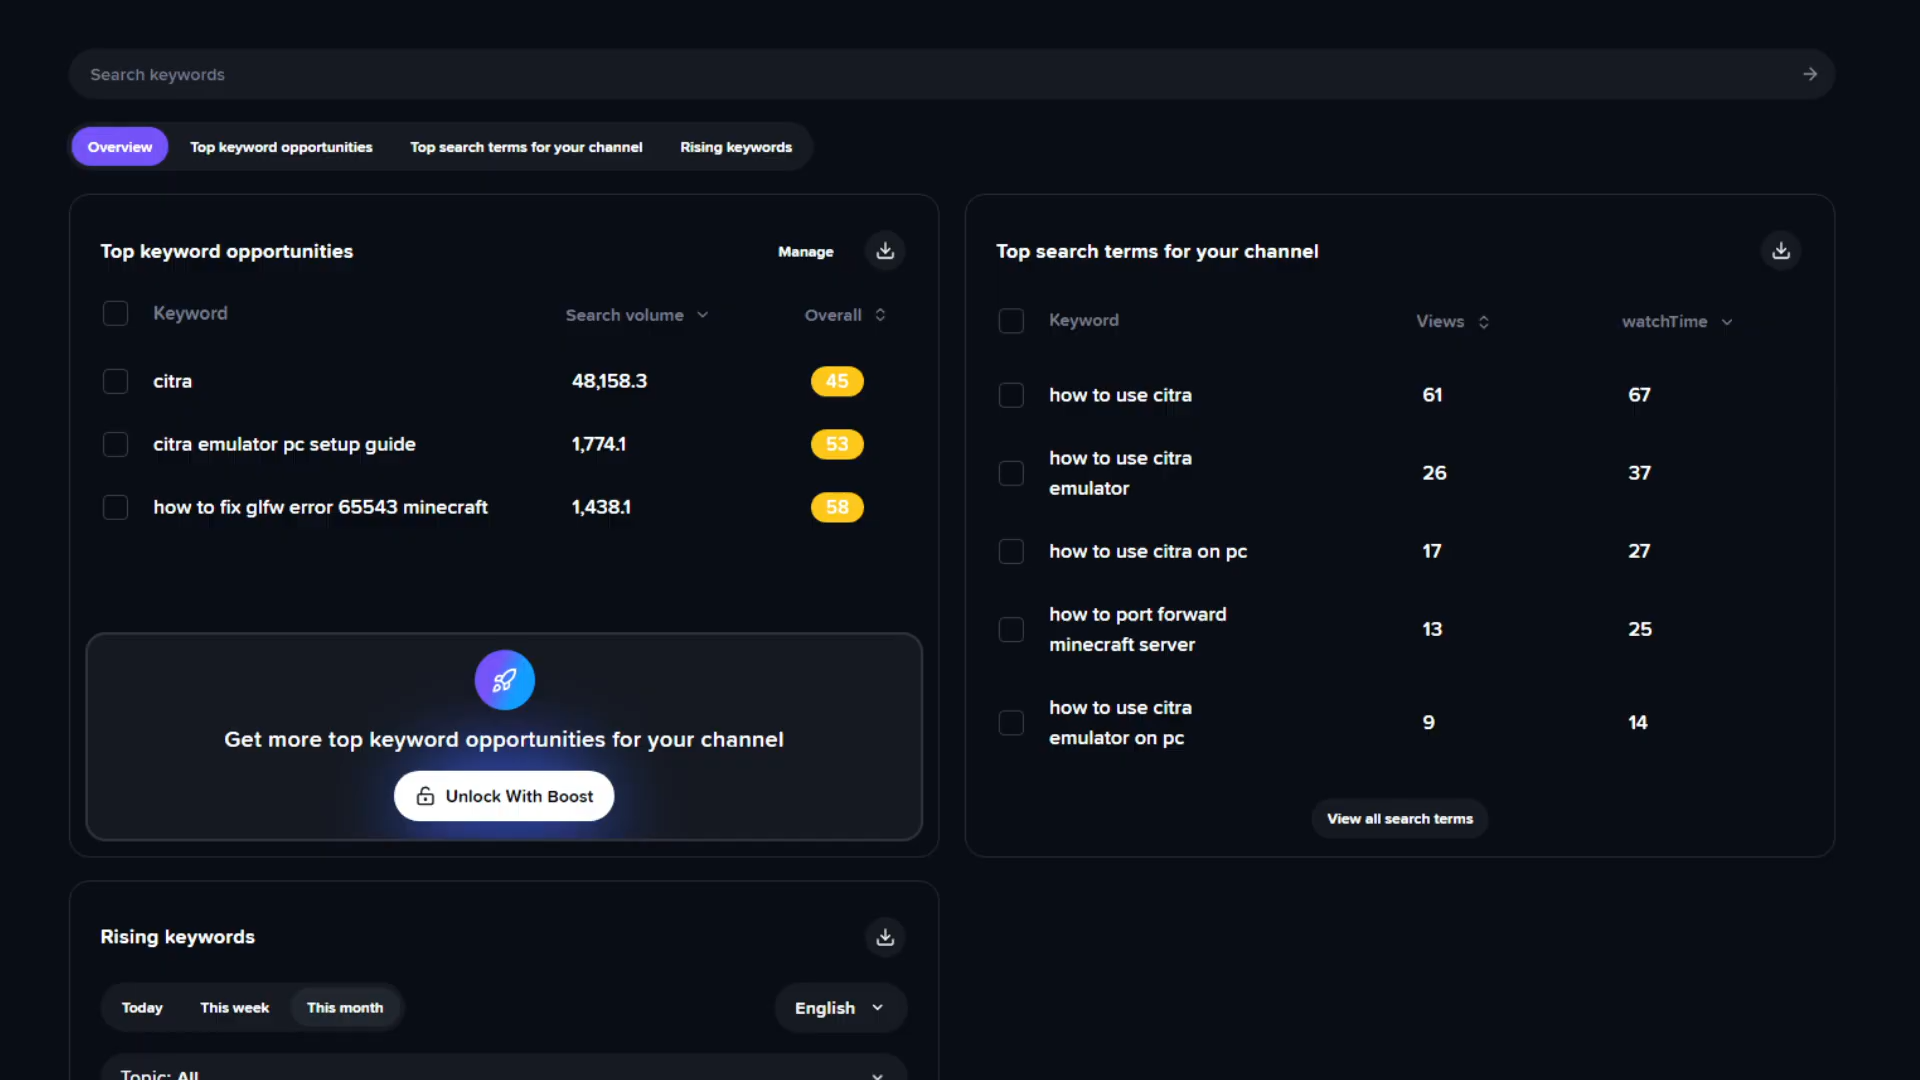 Search keywords
Overview
Top keyword opportunities
Top search terms for your channel
Rising keywords
Top keyword opportunities
Manage
Keyword
Search volume
Overall
citra
48,158.3
45
citra emulator pc setup guide
1,774.1
53
how to fix glfw error 65543 minecraft
1,438.1
58
Get more top keyword opportunities for your channel
Unlock With Boost
Top search terms for your channel
Keyword
Views
watchTime
how to use citra
61
67
how to use citra
emulator
26
37
how to use citra on pc
17
27
how to port forward
minecraft server
13
25
how to use citra
emulator on pc
9
14
View all search terms
Rising keywords
Today
This week
This month
English
Topic: All